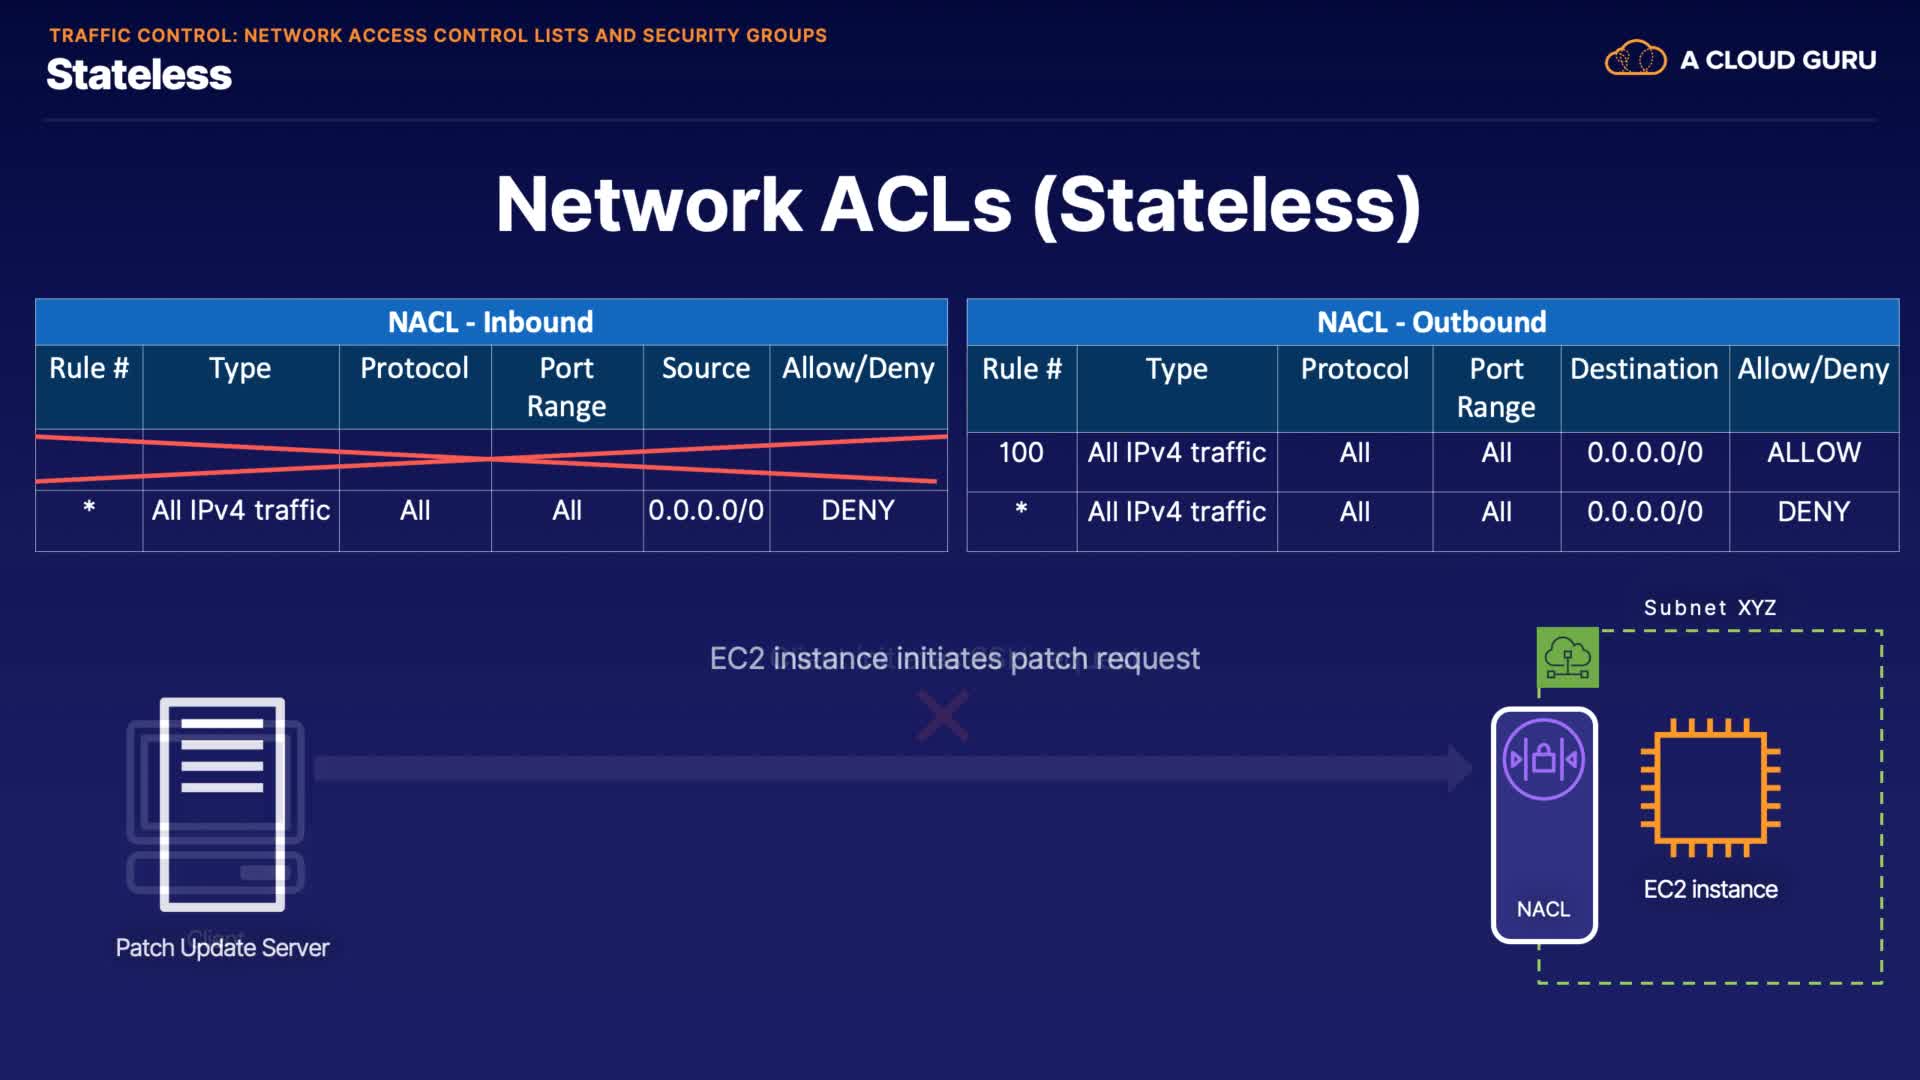 TRAFFIC CONTROL: NETWORK ACCESS CONTROL LISTS AND SECURITY GROUPS
Stateless
A CLOUD GURU
Network ACLs (Stateless)
NACL - Inbound
Rule # Type Protocol Port Range Source Allow/Deny
* All IPv4 traffic All All 0.0.0.0/0 DENY
NACL - Outbound
Rule # Type Protocol Port Range Destination Allow/Deny
100 All IPv4 traffic All All 0.0.0.0/0 ALLOW
* All IPv4 traffic All All 0.0.0.0/0 DENY
Subnet XYZ
EC2 instance initiates patch request
NACL
EC2 instance
Client
Patch Update Server